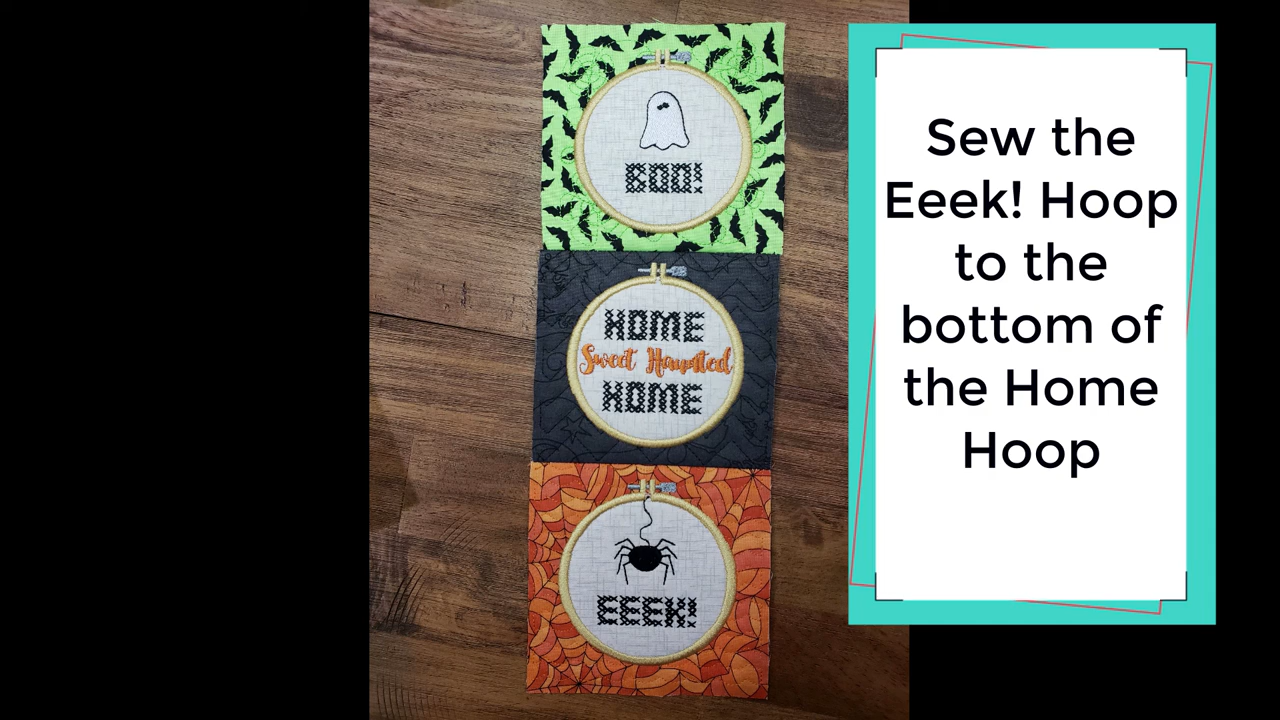 BOO!
HOME
Sweet Haunted
HOME
EEEK!
Sew the
Eeek! Hoop
to the
bottom of
the Home
Hoop